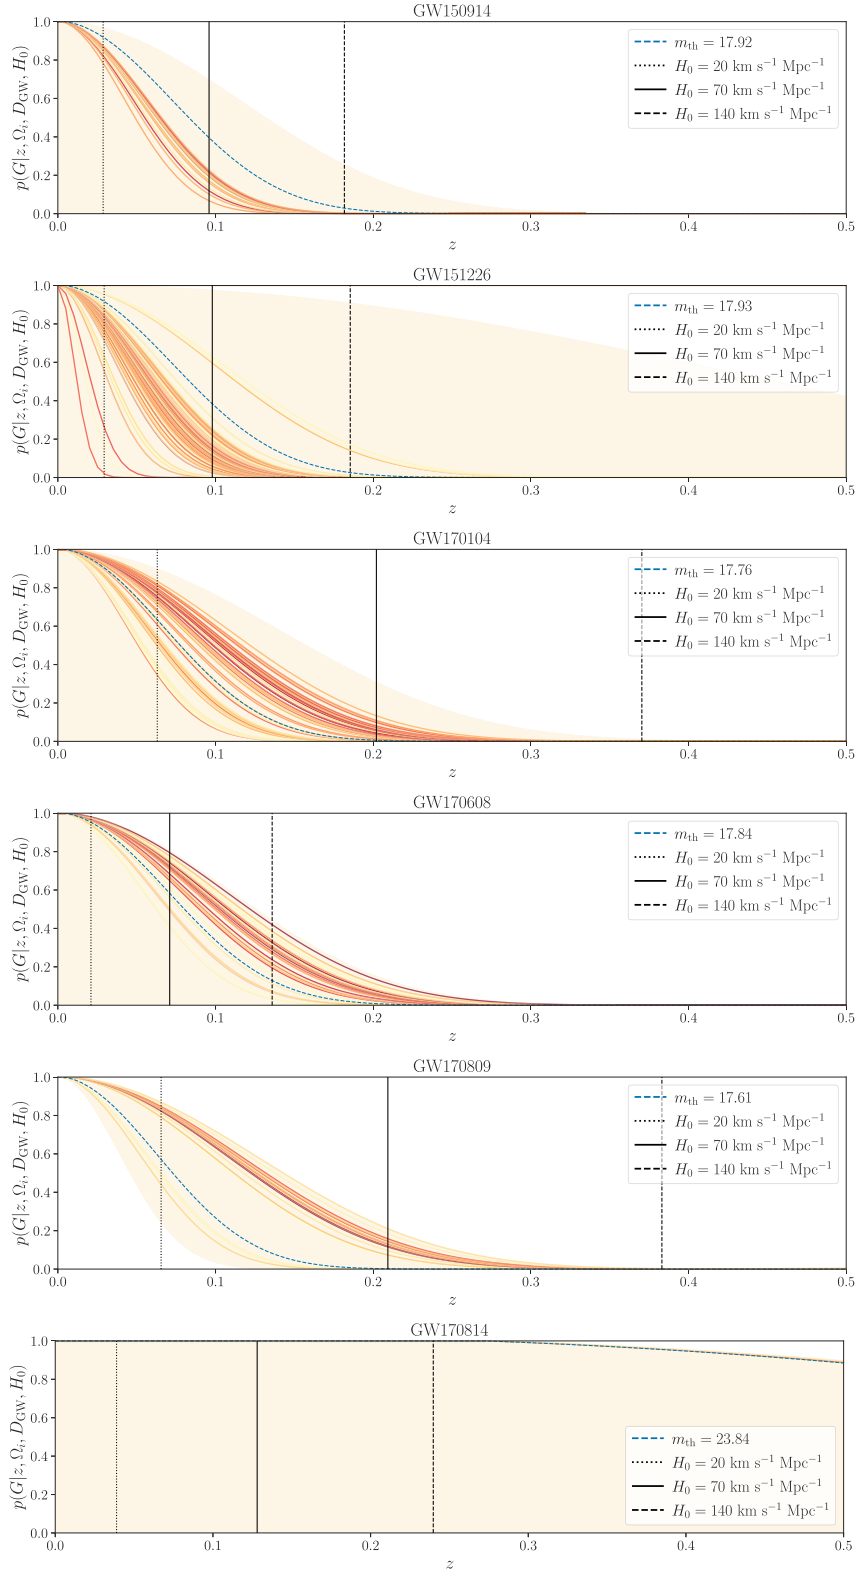 GW150914
p(G|z, Ω_i, D_GW, H_0)
1.0
0.8
0.6
0.4
0.2
0.0
m_th = 17.92
H_0 = 20 km s⁻¹ Mpc⁻¹
H_0 = 70 km s⁻¹ Mpc⁻¹
H_0 = 140 km s⁻¹ Mpc⁻¹
0.0 0.1 0.2 0.3 0.4 0.5
z
GW151226
p(G|z, Ω_i, D_GW, H_0)
1.0
0.8
0.6
0.4
0.2
0.0
m_th = 17.93
H_0 = 20 km s⁻¹ Mpc⁻¹
H_0 = 70 km s⁻¹ Mpc⁻¹
H_0 = 140 km s⁻¹ Mpc⁻¹
0.0 0.1 0.2 0.3 0.4 0.5
z
GW170104
p(G|z, Ω_i, D_GW, H_0)
1.0
0.8
0.6
0.4
0.2
0.0
m_th = 17.76
H_0 = 20 km s⁻¹ Mpc⁻¹
H_0 = 70 km s⁻¹ Mpc⁻¹
H_0 = 140 km s⁻¹ Mpc⁻¹
0.0 0.1 0.2 0.3 0.4 0.5
z
GW170608
p(G|z, Ω_i, D_GW, H_0)
1.0
0.8
0.6
0.4
0.2
0.0
m_th = 17.84
H_0 = 20 km s⁻¹ Mpc⁻¹
H_0 = 70 km s⁻¹ Mpc⁻¹
H_0 = 140 km s⁻¹ Mpc⁻¹
0.0 0.1 0.2 0.3 0.4 0.5
z
GW170809
p(G|z, Ω_i, D_GW, H_0)
1.0
0.8
0.6
0.4
0.2
0.0
m_th = 17.61
H_0 = 20 km s⁻¹ Mpc⁻¹
H_0 = 70 km s⁻¹ Mpc⁻¹
H_0 = 140 km s⁻¹ Mpc⁻¹
0.0 0.1 0.2 0.3 0.4 0.5
z
GW170814
p(G|z, Ω_i, D_GW, H_0)
1.0
0.8
0.6
0.4
0.2
0.0
m_th = 23.84
H_0 = 20 km s⁻¹ Mpc⁻¹
H_0 = 70 km s⁻¹ Mpc⁻¹
H_0 = 140 km s⁻¹ Mpc⁻¹
0.0 0.1 0.2 0.3 0.4 0.5
z